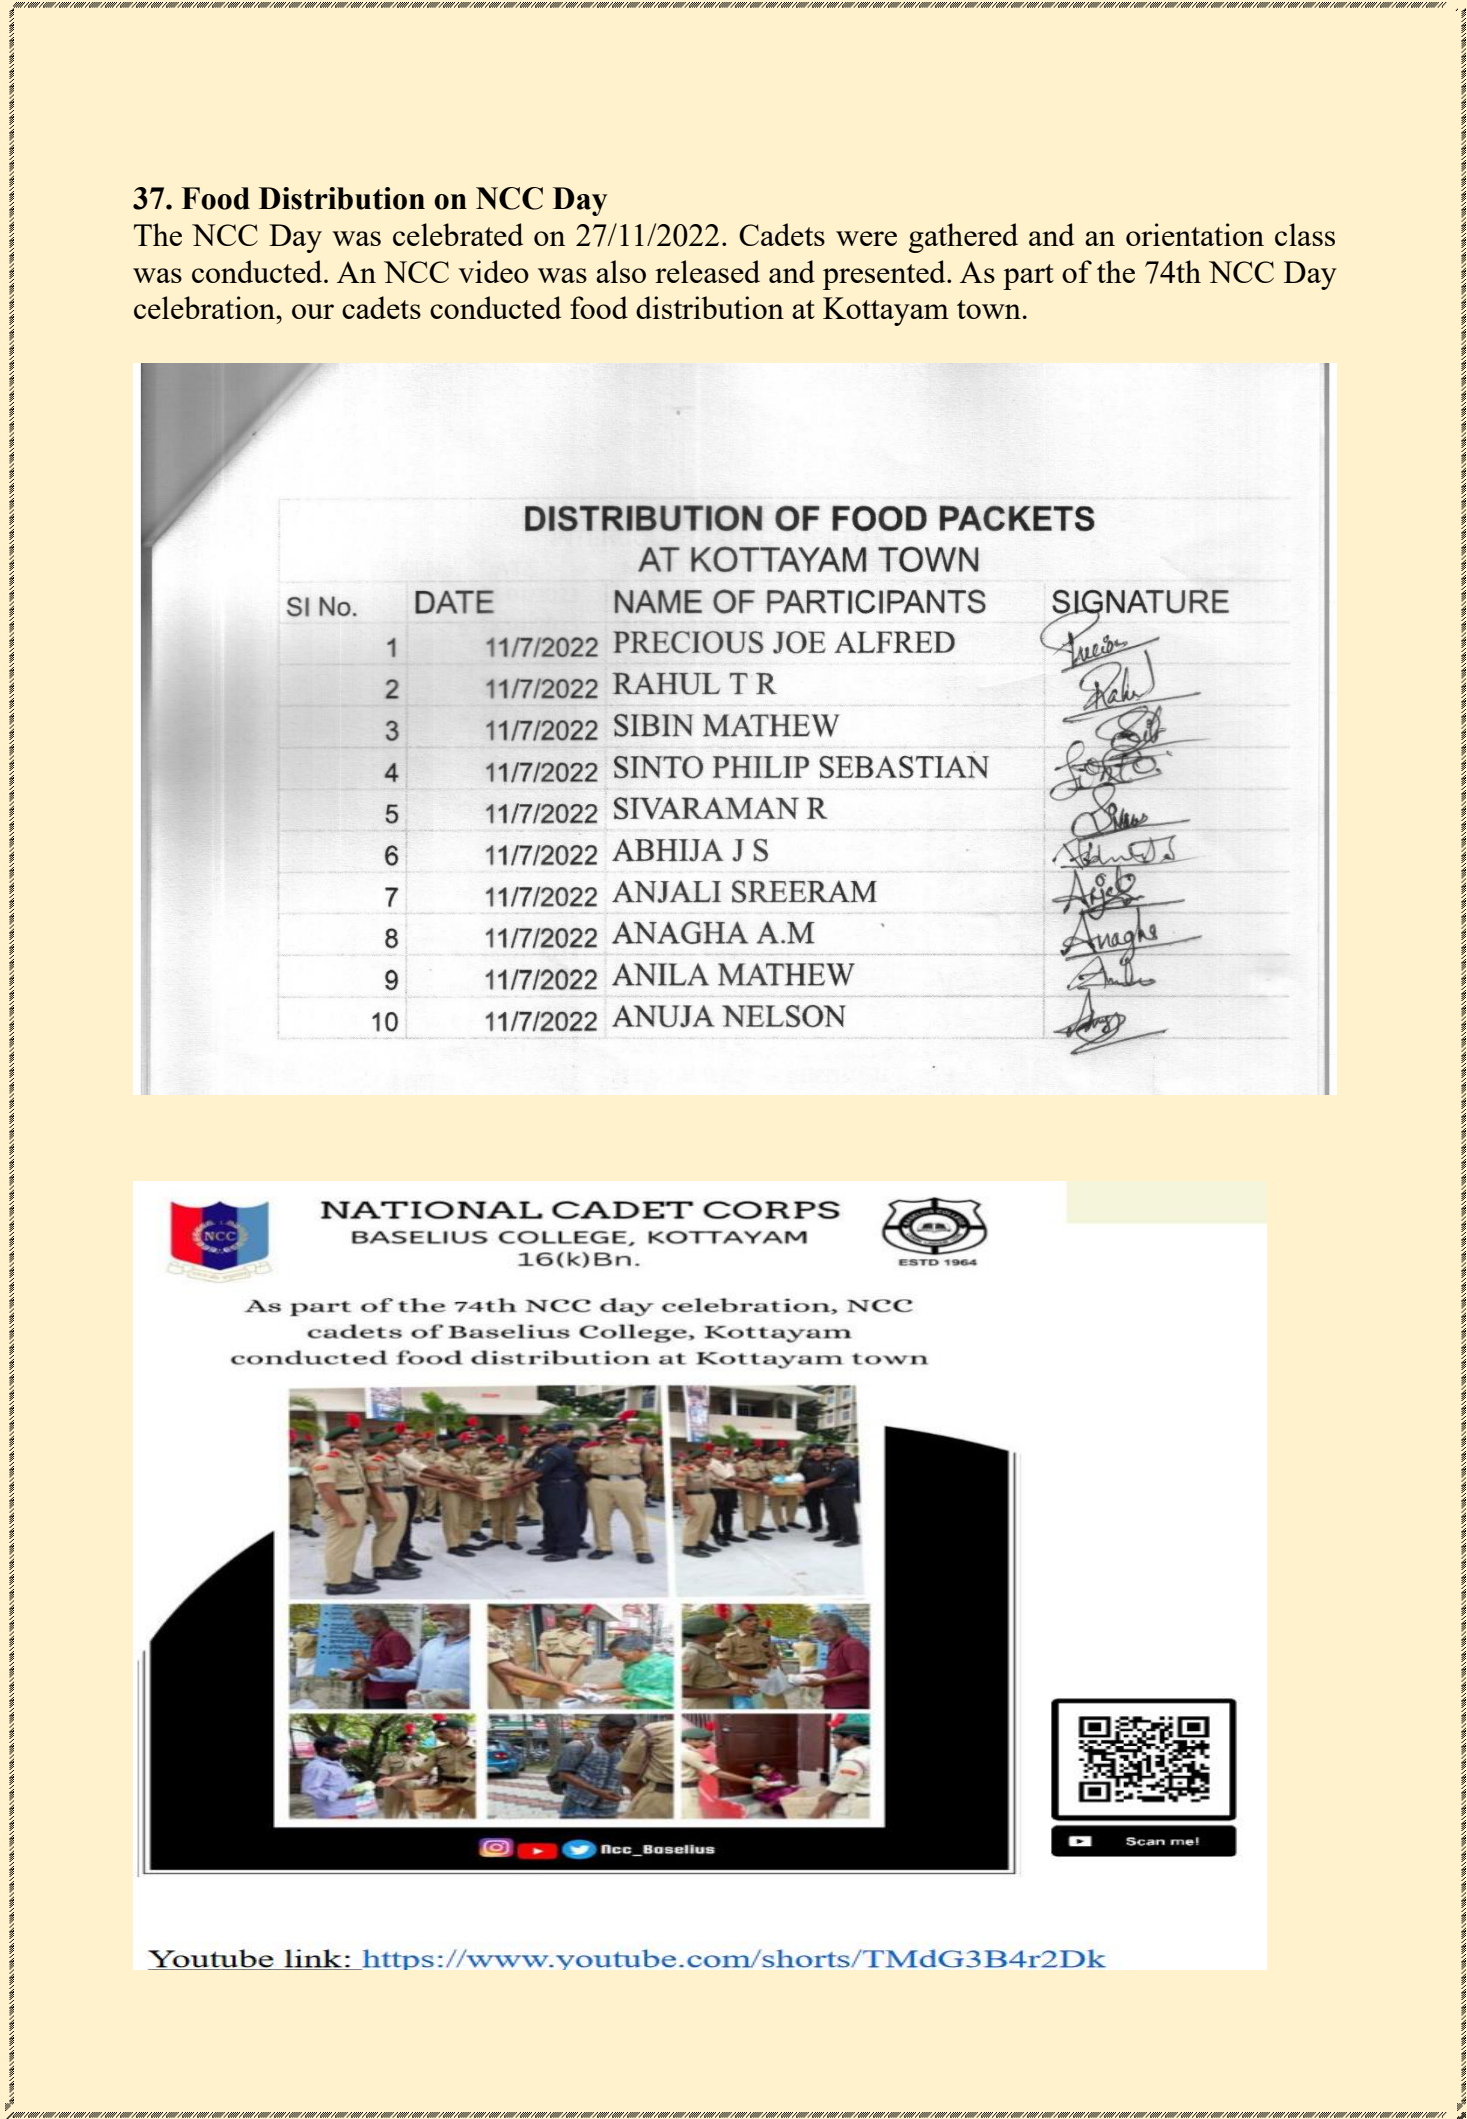 37. Food Distribution on NCC Day
The NCC Day was celebrated on 27/11/2022. Cadets were gathered and an orientation class
was conducted. An NCC video was also released and presented. As part of the 74th NCC Day
celebration, our cadets conducted food distribution at Kottayam town.
DISTRIBUTION OF FOOD PACKETS
AT KOTTAYAM TOWN
SI No. DATE NAME OF PARTICIPANTS SIGNATURE
1 11/7/2022 PRECIOUS JOE ALFRED Precious
2 11/7/2022 RAHUL T R Rahul
3 11/7/2022 SIBIN MATHEW
4 11/7/2022 SINTO PHILIP SEBASTIAN
5 11/7/2022 SIVARAMAN R
6 11/7/2022 ABHIJA J S
7 11/7/2022 ANJALI SREERAM
8 11/7/2022 ANAGHA A.M Anagha
9 11/7/2022 ANILA MATHEW
10 11/7/2022 ANUJA NELSON
NCC
NATIONAL CADET CORPS
BASELIUS COLLEGE, KOTTAYAM
16(k)Bn.
ESTD 1964
As part of the 74th NCC day celebration, NCC
cadets of Baselius College, Kottayam
conducted food distribution at Kottayam town
Ncc_Baselius
Scan me!
Youtube link: https://www.youtube.com/shorts/TMdG3B4r2Dk